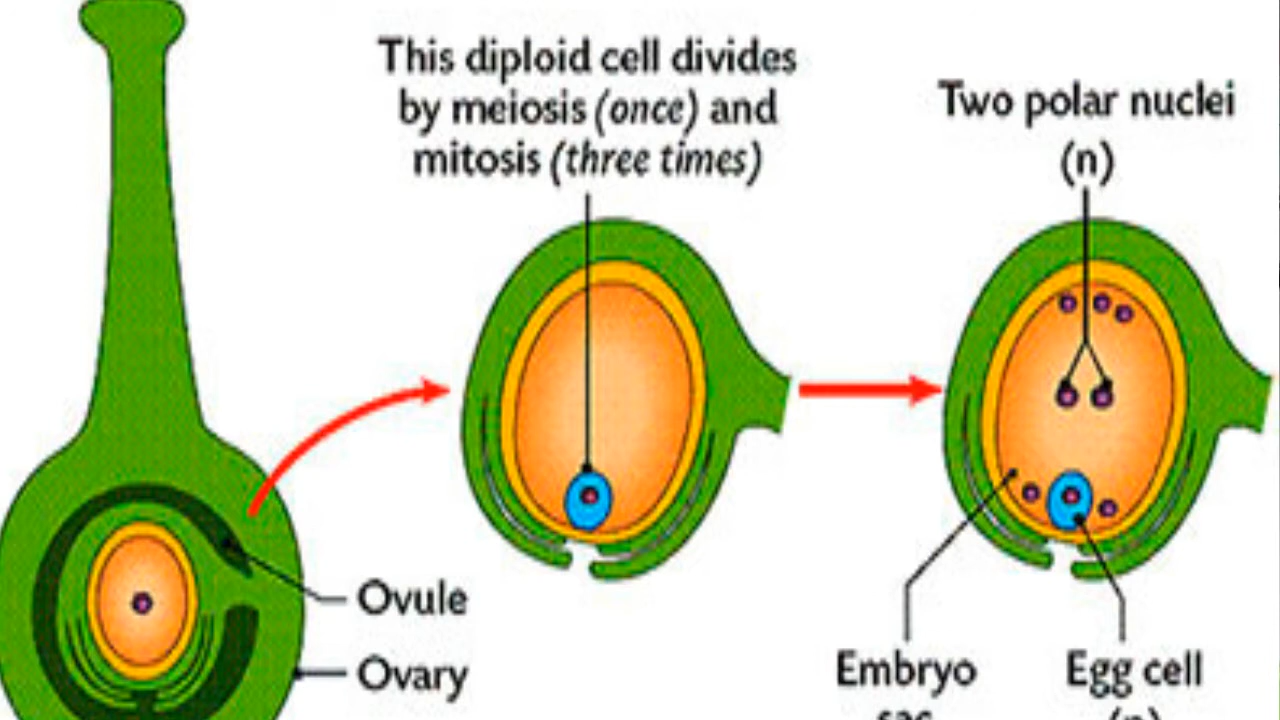 This diploid cell divides
by meiosis (once) and
mitosis (three times)
Two polar nuclei
(n)
Ovule
Ovary
Embryo
sac
Egg cell
(n)